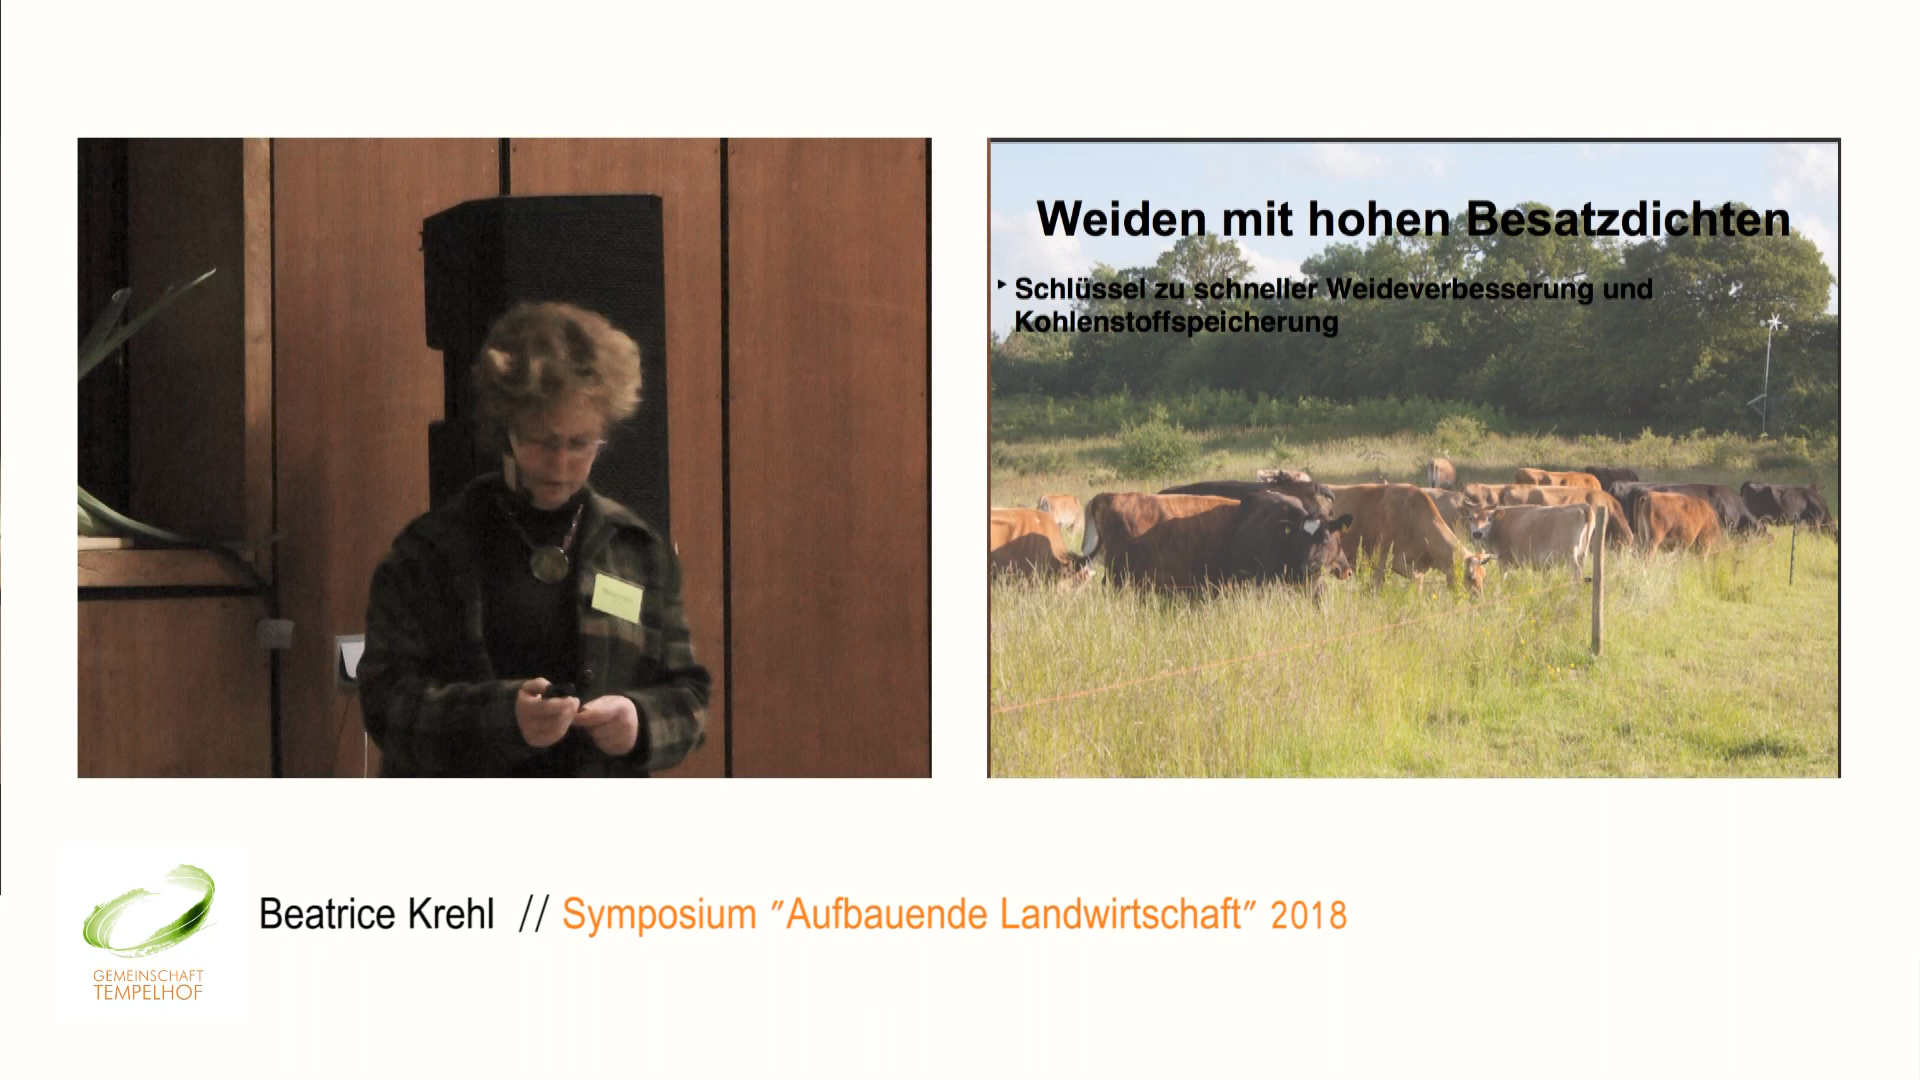 Weiden mit hohen Besatzdichten
‣ Schlüssel zu schneller Weideverbesserung und
Kohlenstoffspeicherung
Beatrice Krehl // Symposium "Aufbauende Landwirtschaft" 2018
GEMEINSCHAFT
TEMPELHOF